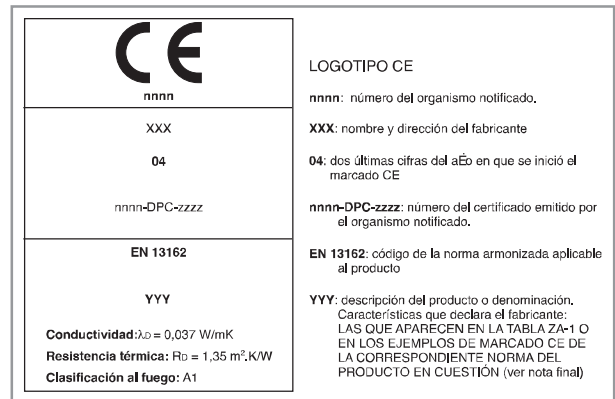 CE
nnnn
XXX
04
nnnn-DPC-zzzz
EN 13162
YYY
Conductividad:λD = 0,037 W/mK
Resistencia térmica: RD = 1,35 m².K/W
Clasificación al fuego: A1
LOGOTIPO CE
nnnn: número del organismo notificado.
XXX: nombre y dirección del fabricante
04: dos últimas cifras del aÉo en que se inició el
marcado CE
nnnn-DPC-zzzz: número del certificado emitido por
el organismo notificado.
EN 13162: código de la norma armonizada aplicable
al producto
YYY: descripción del producto o denominación.
Características que declara el fabricante:
LAS QUE APARECEN EN LA TABLA ZA-1 O
EN LOS EJEMPLOS DE MARCADO CE DE
LA CORRESPONDIENTE NORMA DEL
PRODUCTO EN CUESTIÓN (ver nota final)